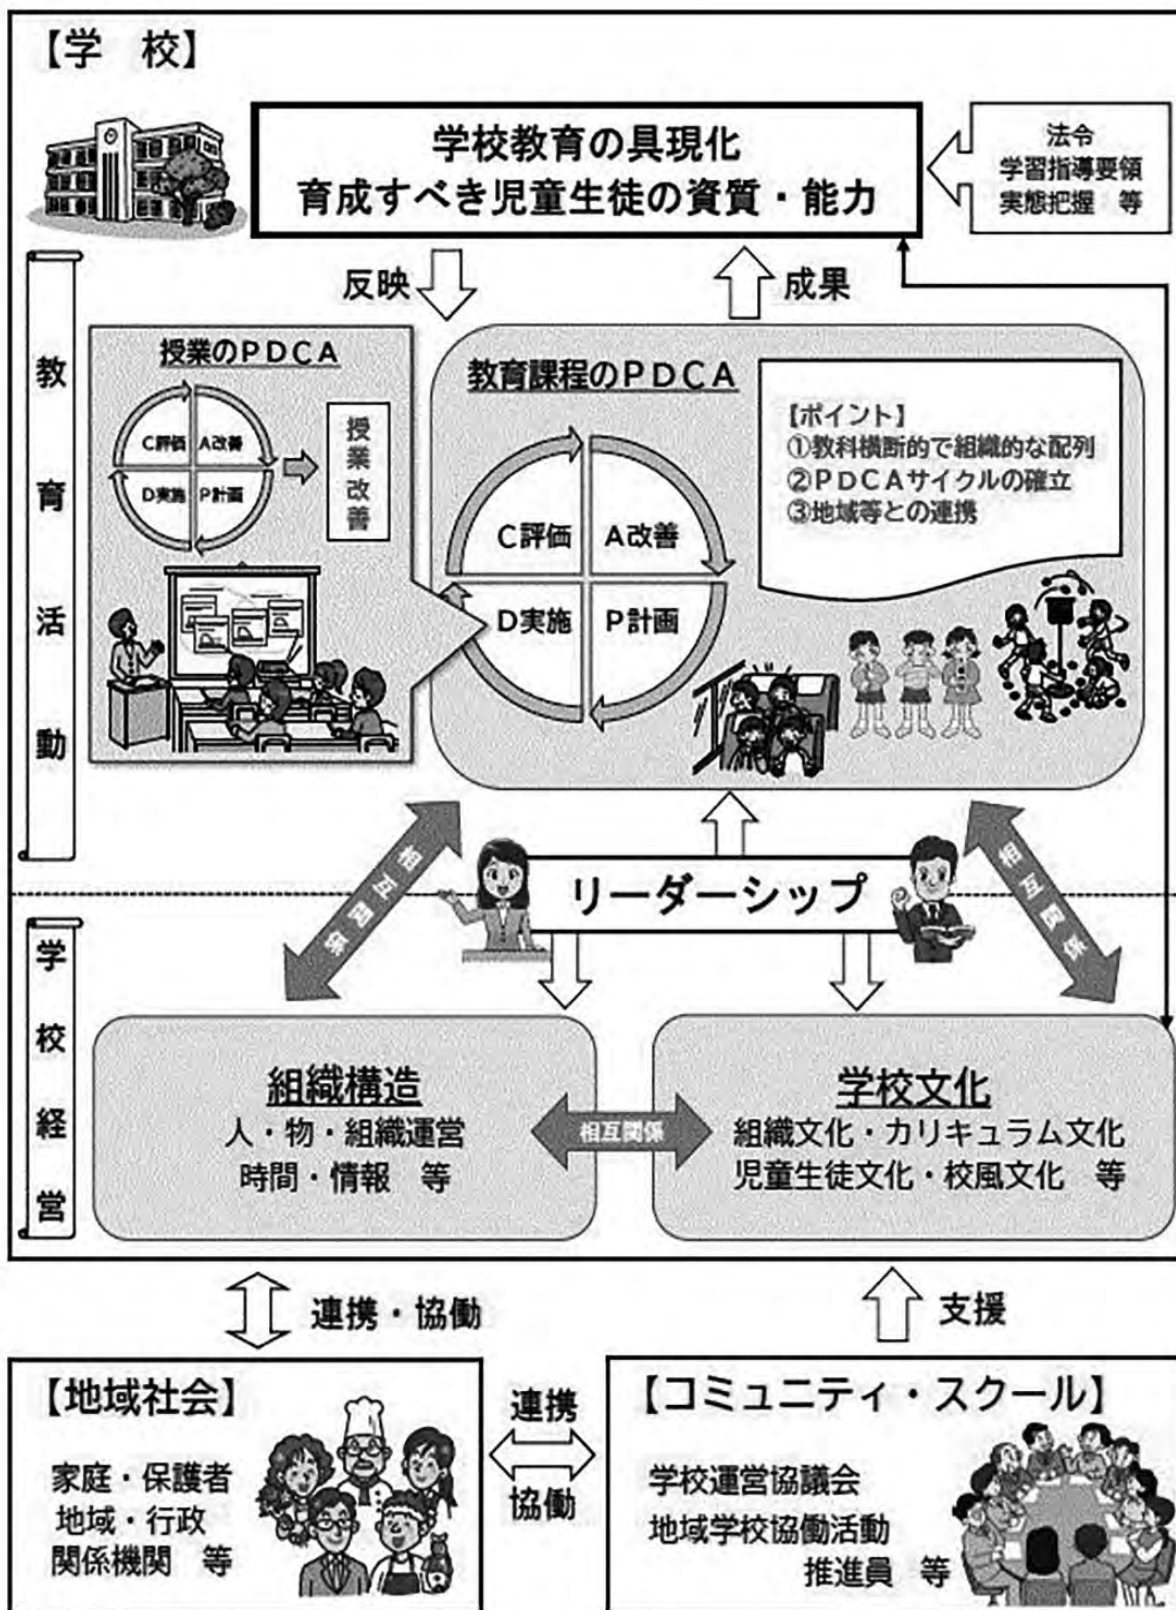 【学　校】
学校教育の具現化
育成すべき児童生徒の資質・能力
法令
学習指導要領
実態把握　等
反映
成果
教育活動
授業のPDCA
C評価
A改善
D実施
P計画
授業改善
教育課程のPDCA
C評価
A改善
D実施
P計画
【ポイント】
①教科横断的で組織的な配列
②PDCAサイクルの確立
③地域等との連携
相互関係
リーダーシップ
相互関係
学校経営
組織構造
人・物・組織運営
時間・情報　等
相互関係
学校文化
組織文化・カリキュラム文化
児童生徒文化・校風文化　等
連携・協働
支援
【地域社会】
家庭・保護者
地域・行政
関係機関　等
連携
協働
【コミュニティ・スクール】
学校運営協議会
地域学校協働活動
推進員　等